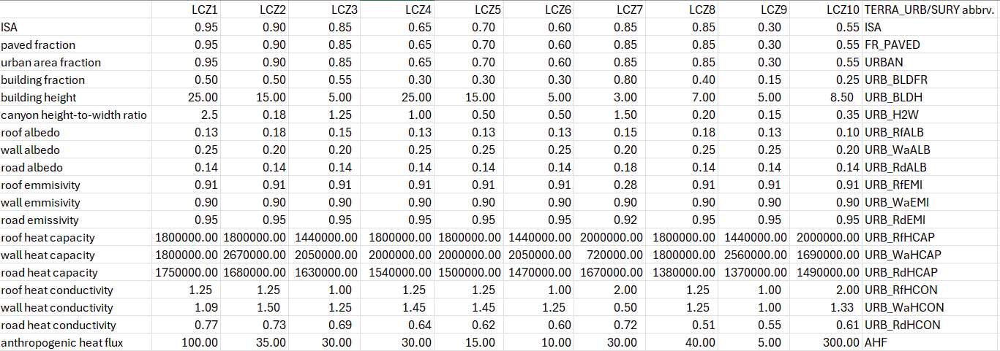 LCZ1 LCZ2 LCZ3 LCZ4 LCZ5 LCZ6 LCZ7 LCZ8 LCZ9 LCZ10 TERRA_URB/SURY abbrv.
ISA 0.95 0.90 0.85 0.65 0.70 0.60 0.85 0.85 0.30 0.55 ISA
paved fraction 0.95 0.90 0.85 0.65 0.70 0.60 0.85 0.85 0.30 0.55 FR_PAVED
urban area fraction 0.95 0.90 0.85 0.65 0.70 0.60 0.85 0.85 0.30 0.55 URBAN
building fraction 0.50 0.50 0.55 0.30 0.30 0.30 0.80 0.40 0.15 0.25 URB_BLDFR
building height 25.00 15.00 5.00 25.00 15.00 5.00 3.00 7.00 5.00 8.50 URB_BLDH
canyon height-to-width ratio 2.5 0.18 1.25 1.00 0.50 0.50 1.50 0.20 0.15 0.35 URB_H2W
roof albedo 0.13 0.18 0.15 0.13 0.13 0.13 0.15 0.18 0.13 0.10 URB_RfALB
wall albedo 0.25 0.20 0.20 0.25 0.25 0.25 0.20 0.25 0.25 0.20 URB_WaALB
road albedo 0.14 0.14 0.14 0.14 0.14 0.14 0.18 0.14 0.14 0.14 URB_RdALB
roof emmisivity 0.91 0.91 0.91 0.91 0.91 0.91 0.28 0.91 0.91 0.91 URB_RfEMI
wall emmisivity 0.90 0.90 0.90 0.90 0.90 0.90 0.90 0.90 0.90 0.90 URB_WaEMI
road emissivity 0.95 0.95 0.95 0.95 0.95 0.95 0.92 0.95 0.95 0.95 URB_RdEMI
roof heat capacity 1800000.00 1800000.00 1440000.00 1800000.00 1800000.00 1440000.00 2000000.00 1800000.00 1440000.00 2000000.00 URB_RfHCAP
wall heat capacity 1800000.00 2670000.00 2050000.00 2000000.00 2000000.00 2050000.00 720000.00 1800000.00 2560000.00 1690000.00 URB_WaHCAP
road heat capacity 1750000.00 1680000.00 1630000.00 1540000.00 1500000.00 1470000.00 1670000.00 1380000.00 1370000.00 1490000.00 URB_RdHCAP
roof heat conductivity 1.25 1.25 1.00 1.25 1.25 1.00 2.00 1.25 1.00 2.00 URB_RfHCON
wall heat conductivity 1.09 1.50 1.25 1.45 1.45 1.25 0.50 1.25 1.00 1.33 URB_WaHCON
road heat conductivity 0.77 0.73 0.69 0.64 0.62 0.60 0.72 0.51 0.55 0.61 URB_RdHCON
anthropogenic heat flux 100.00 35.00 30.00 30.00 15.00 10.00 30.00 40.00 5.00 300.00 AHF